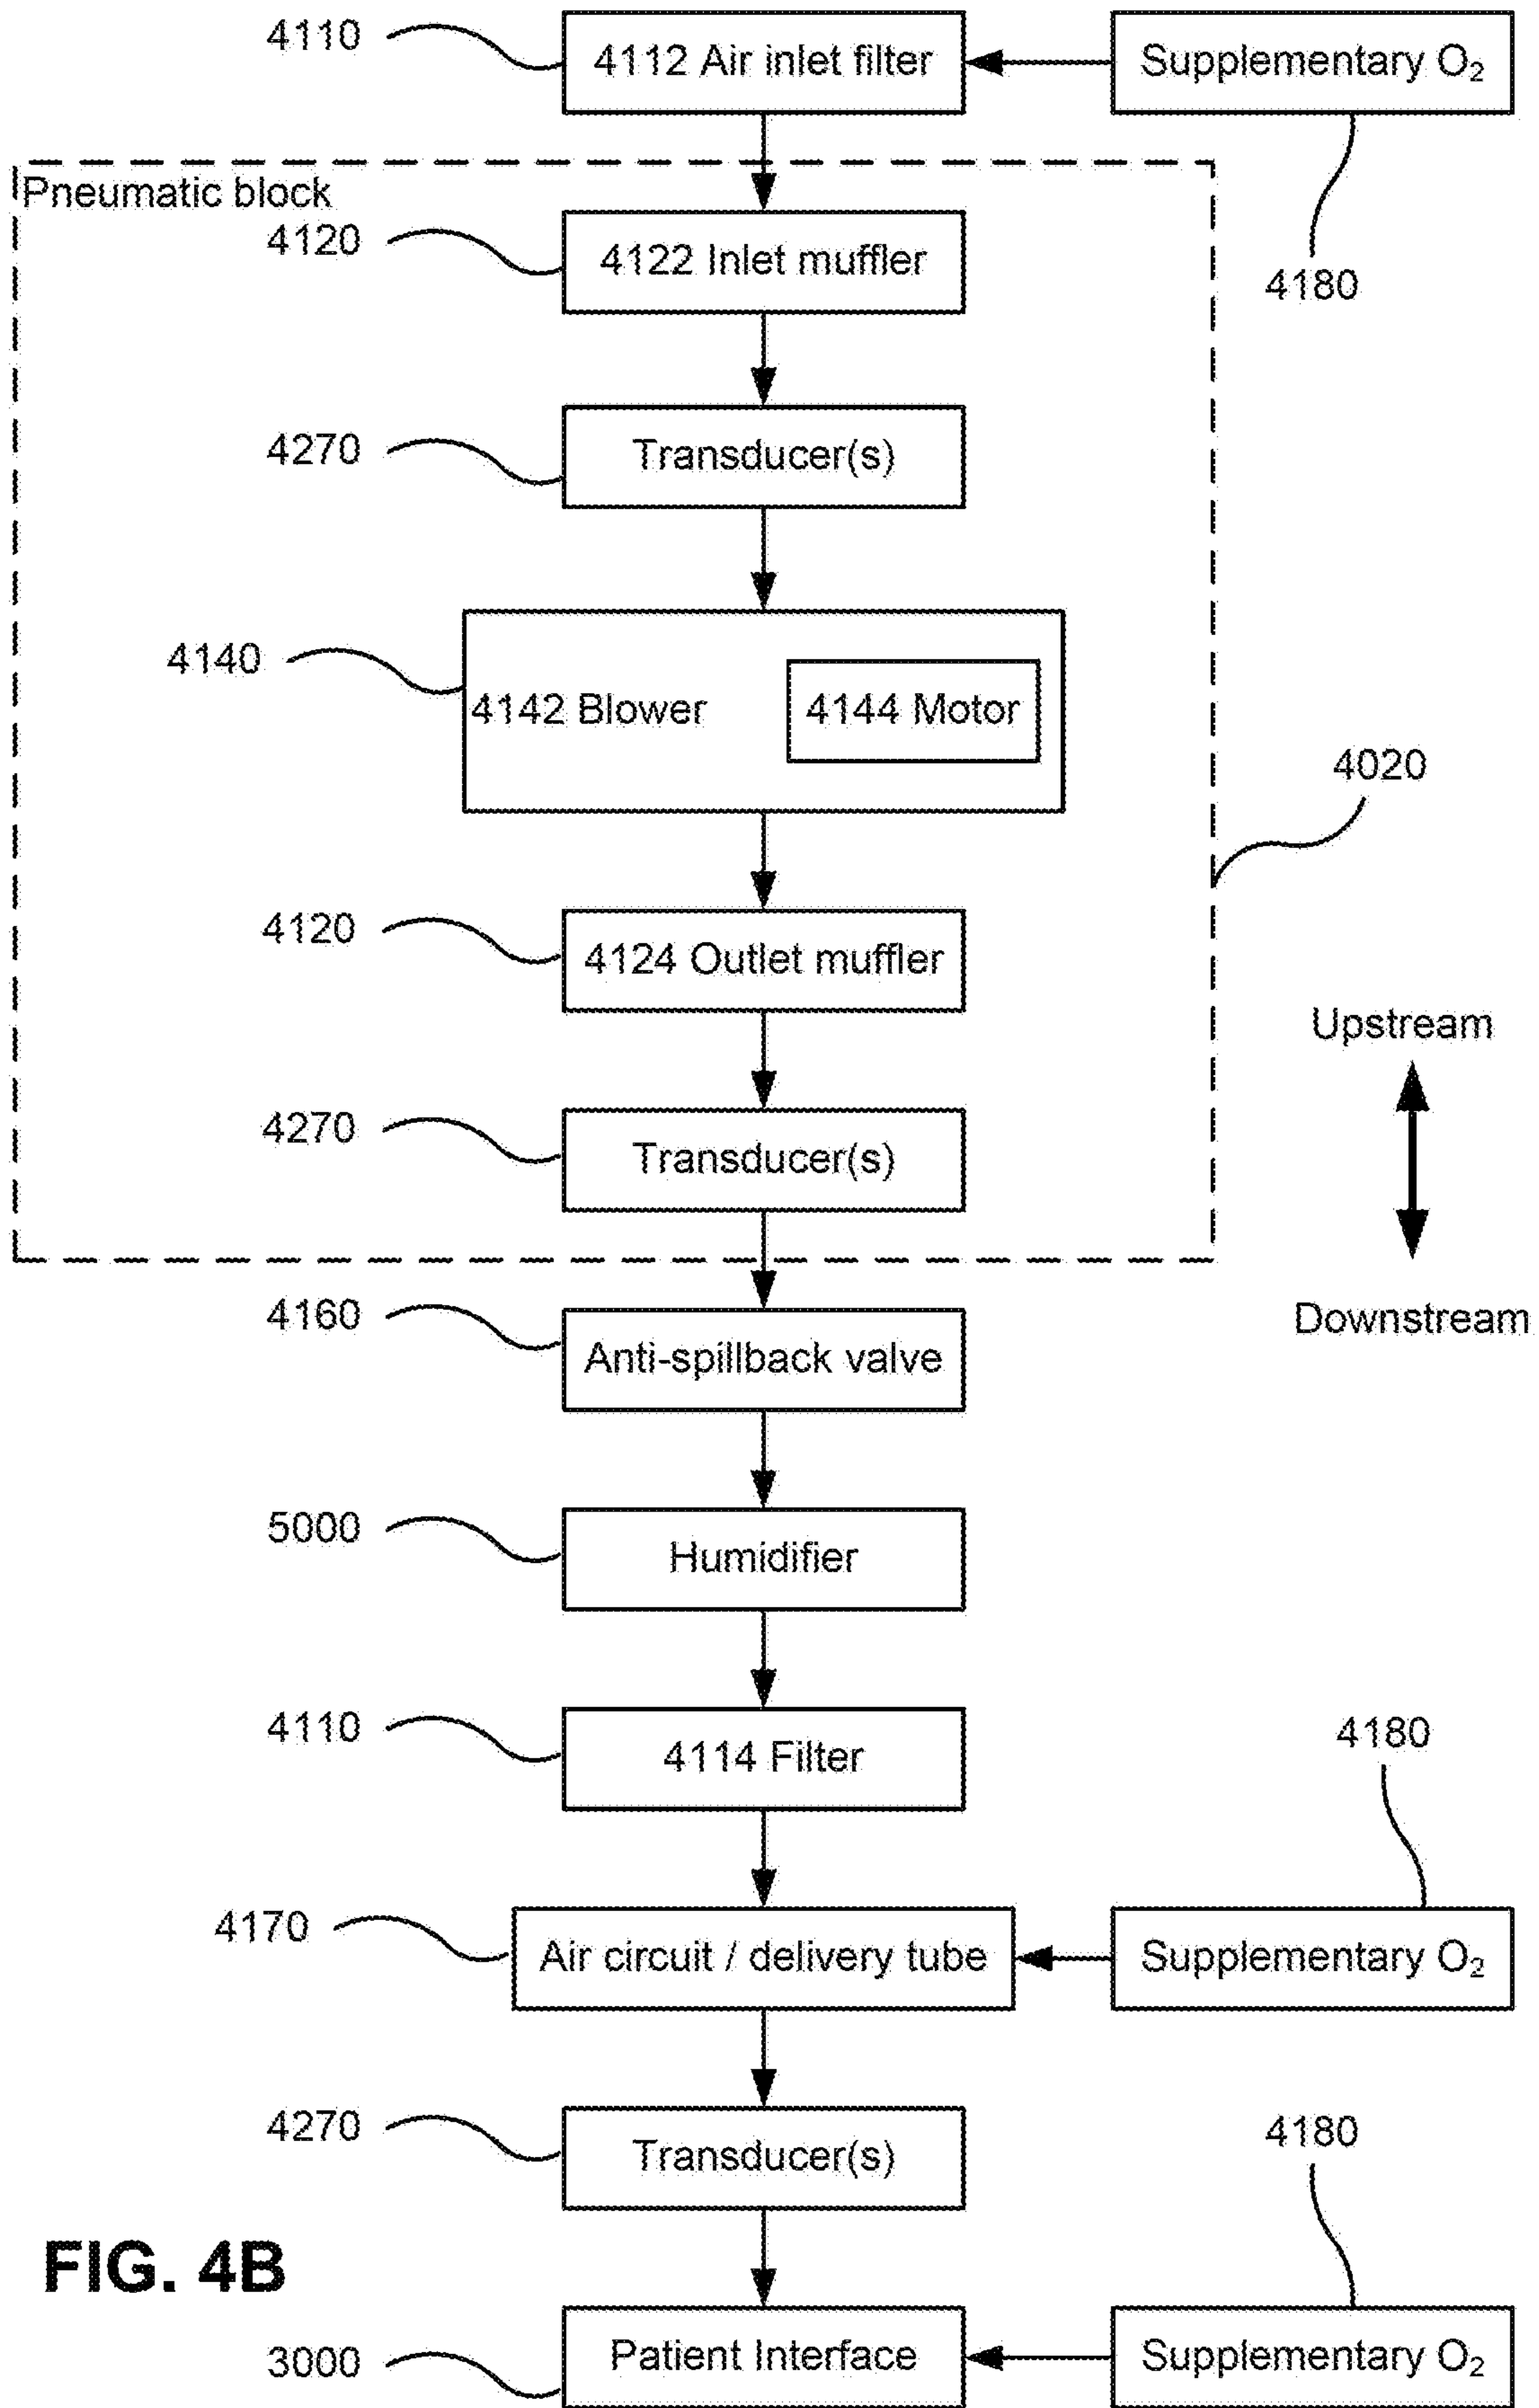 4110
4112 Air inlet filter
Supplementary O₂
Pneumatic block
4120
4122 Inlet muffler
4180
4270
Transducer(s)
4140
4142 Blower
4144 Motor
4020
4120
4124 Outlet muffler
Upstream
4270
Transducer(s)
4160
Anti-spillback valve
Downstream
5000
Humidifier
4110
4114 Filter
4180
4170
Air circuit / delivery tube
Supplementary O₂
4270
Transducer(s)
4180
FIG. 4B
3000
Patient Interface
Supplementary O₂